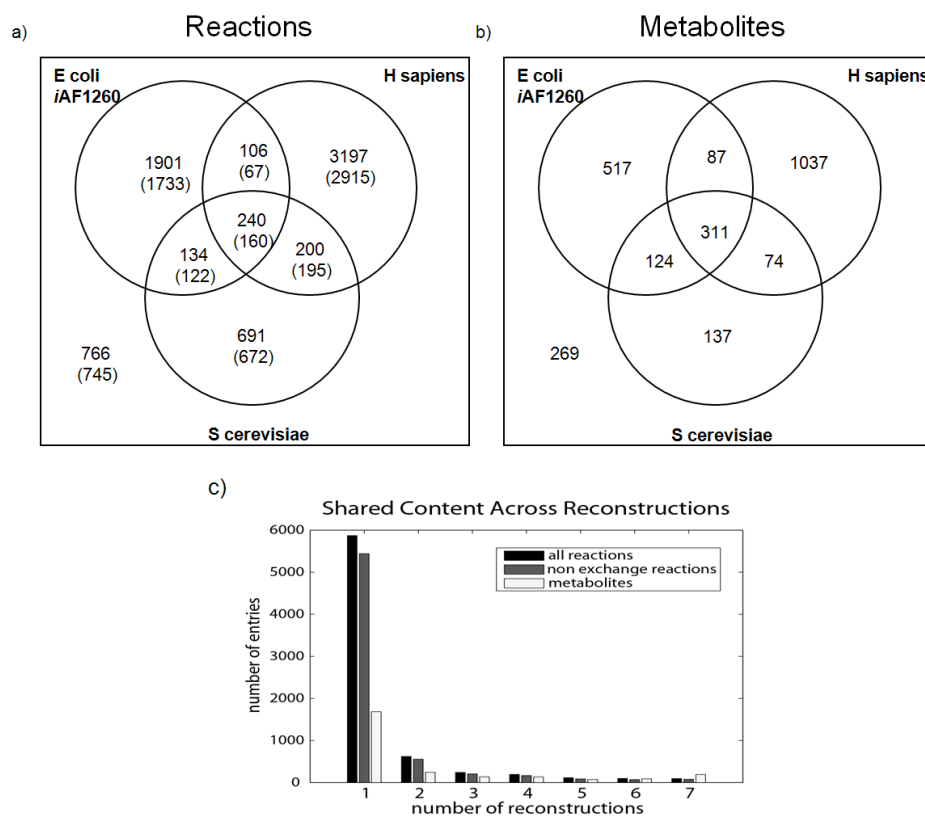 Reactions
a)
E coli
iAF1260
H sapiens
1901
(1733)
106
(67)
3197
(2915)
240
(160)
134
(122)
200
(195)
691
(672)
766
(745)
S cerevisiae
Metabolites
b)
E coli
iAF1260
H sapiens
517
87
1037
311
124
74
137
269
S cerevisiae
c)
Shared Content Across Reconstructions
number of entries
6000
5000
4000
3000
2000
1000
0
all reactions
non exchange reactions
metabolites
1 2 3 4 5 6 7
number of reconstructions